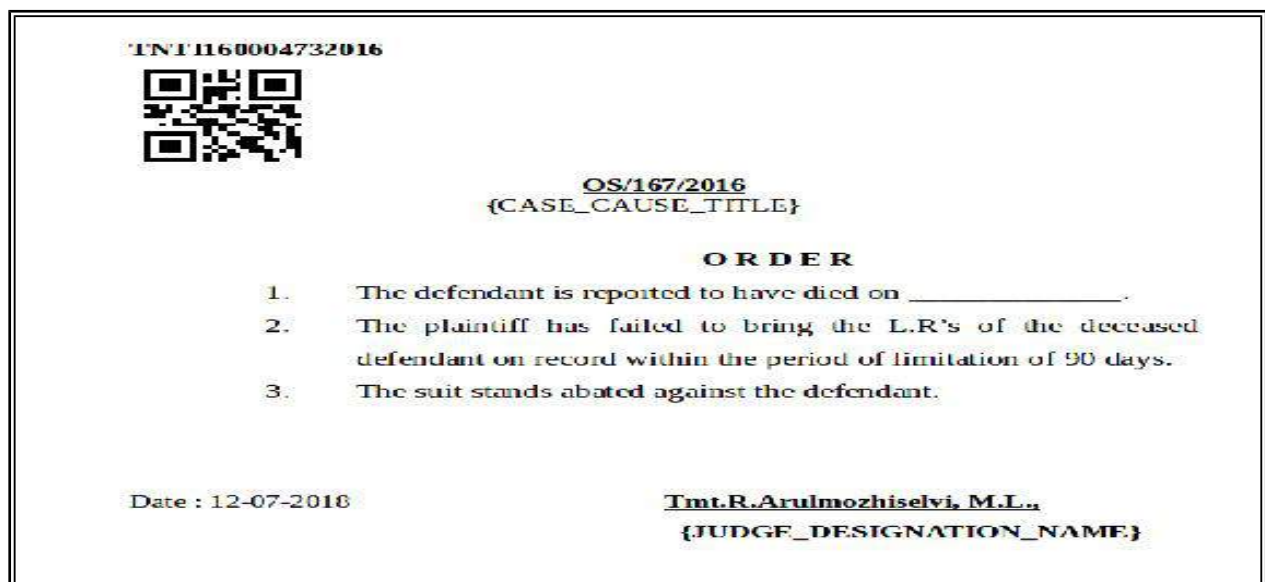 TNTI160004732016
OS/167/2016
{CASE_CAUSE_TITLE}
O R D E R
1. The defendant is reported to have died on ________________.
2. The plaintiff has failed to bring the L.R's of the deceased
defendant on record within the period of limitation of 90 days.
3. The suit stands abated against the defendant.
Date : 12-07-2018
Tmt.R.Arulmozhiselvi, M.L.,
{JUDGE_DESIGNATION_NAME}